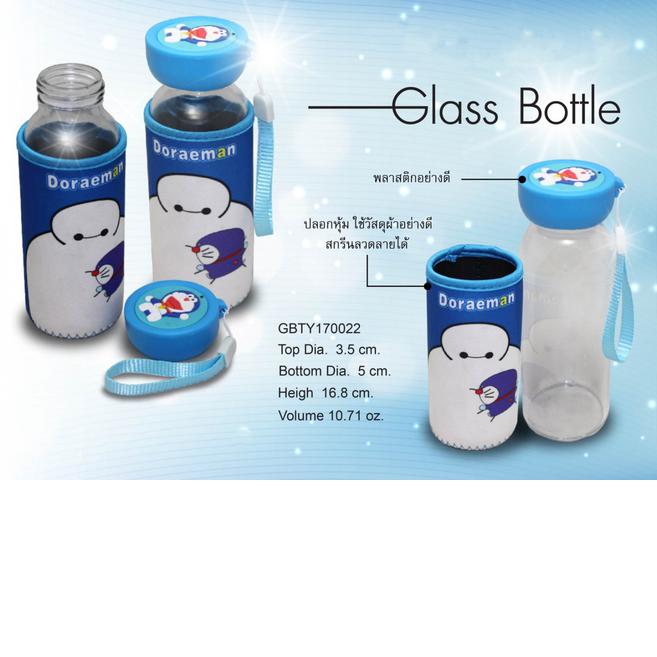 Glass Bottle
Doraeman
Doraeman
พลาสติกอย่างดี
ปลอกหุ้ม ใช้วัสดุผ้าอย่างดี
สกรีนลวดลายได้
Doraeman
GBTY170022
Top Dia.  3.5 cm.
Bottom Dia.  5 cm.
Heigh  16.8 cm.
Volume 10.71 oz.